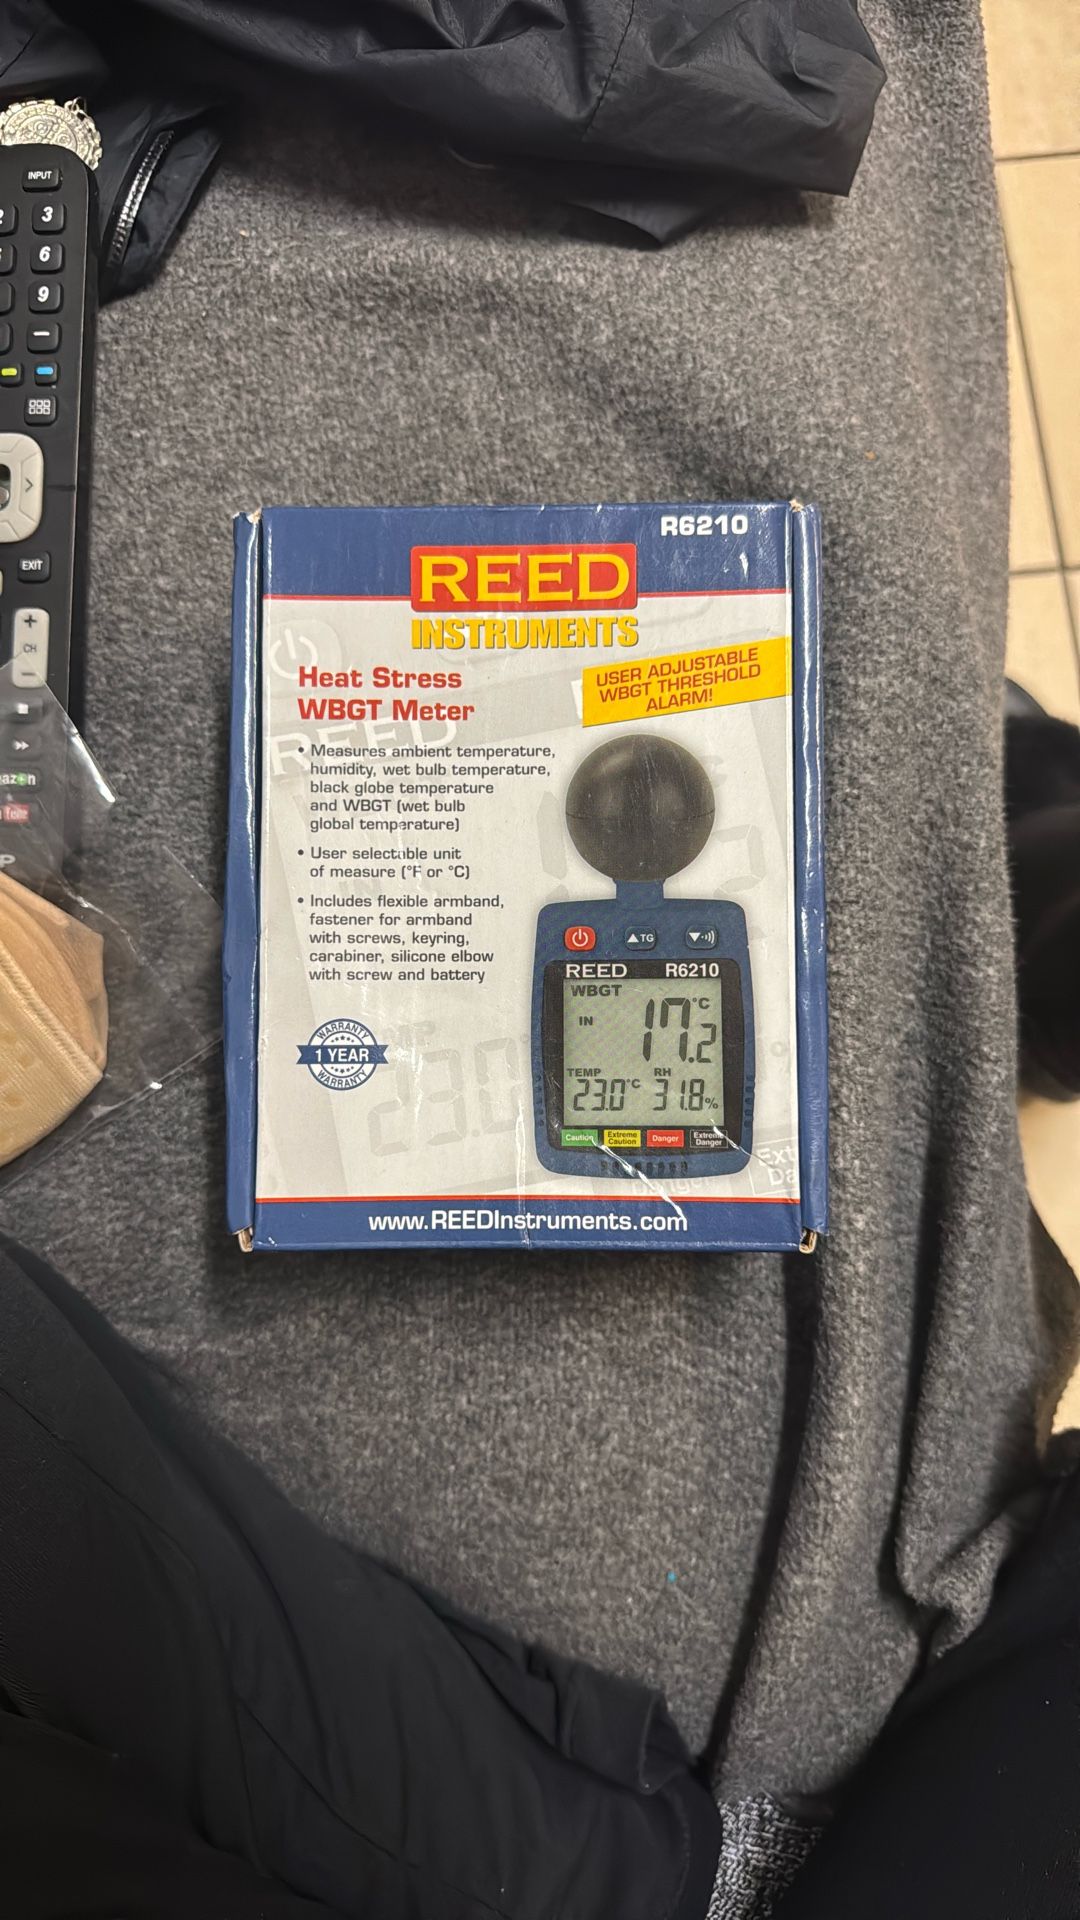 INPUT
3
6
9
EXIT
+
CH
−
R6210
REED
INSTRUMENTS
Heat Stress
WBGT Meter
USER ADJUSTABLE
WBGT THRESHOLD
ALARM!
• Measures ambient temperature,
humidity, wet bulb temperature,
black globe temperature
and WBGT (wet bulb
global temperature)
• User selectable unit
of measure (°F or °C)
• Includes flexible armband,
fastener for armband
with screws, keyring,
carabiner, silicone elbow
with screw and battery
WARRANTY
1 YEAR
WARRANTY
▲TG
REED R6210
WBGT
IN 17.2 °C
TEMP RH
23.0°C 31.8%
Caution Extreme Caution Danger Extreme Danger
www.REEDInstruments.com